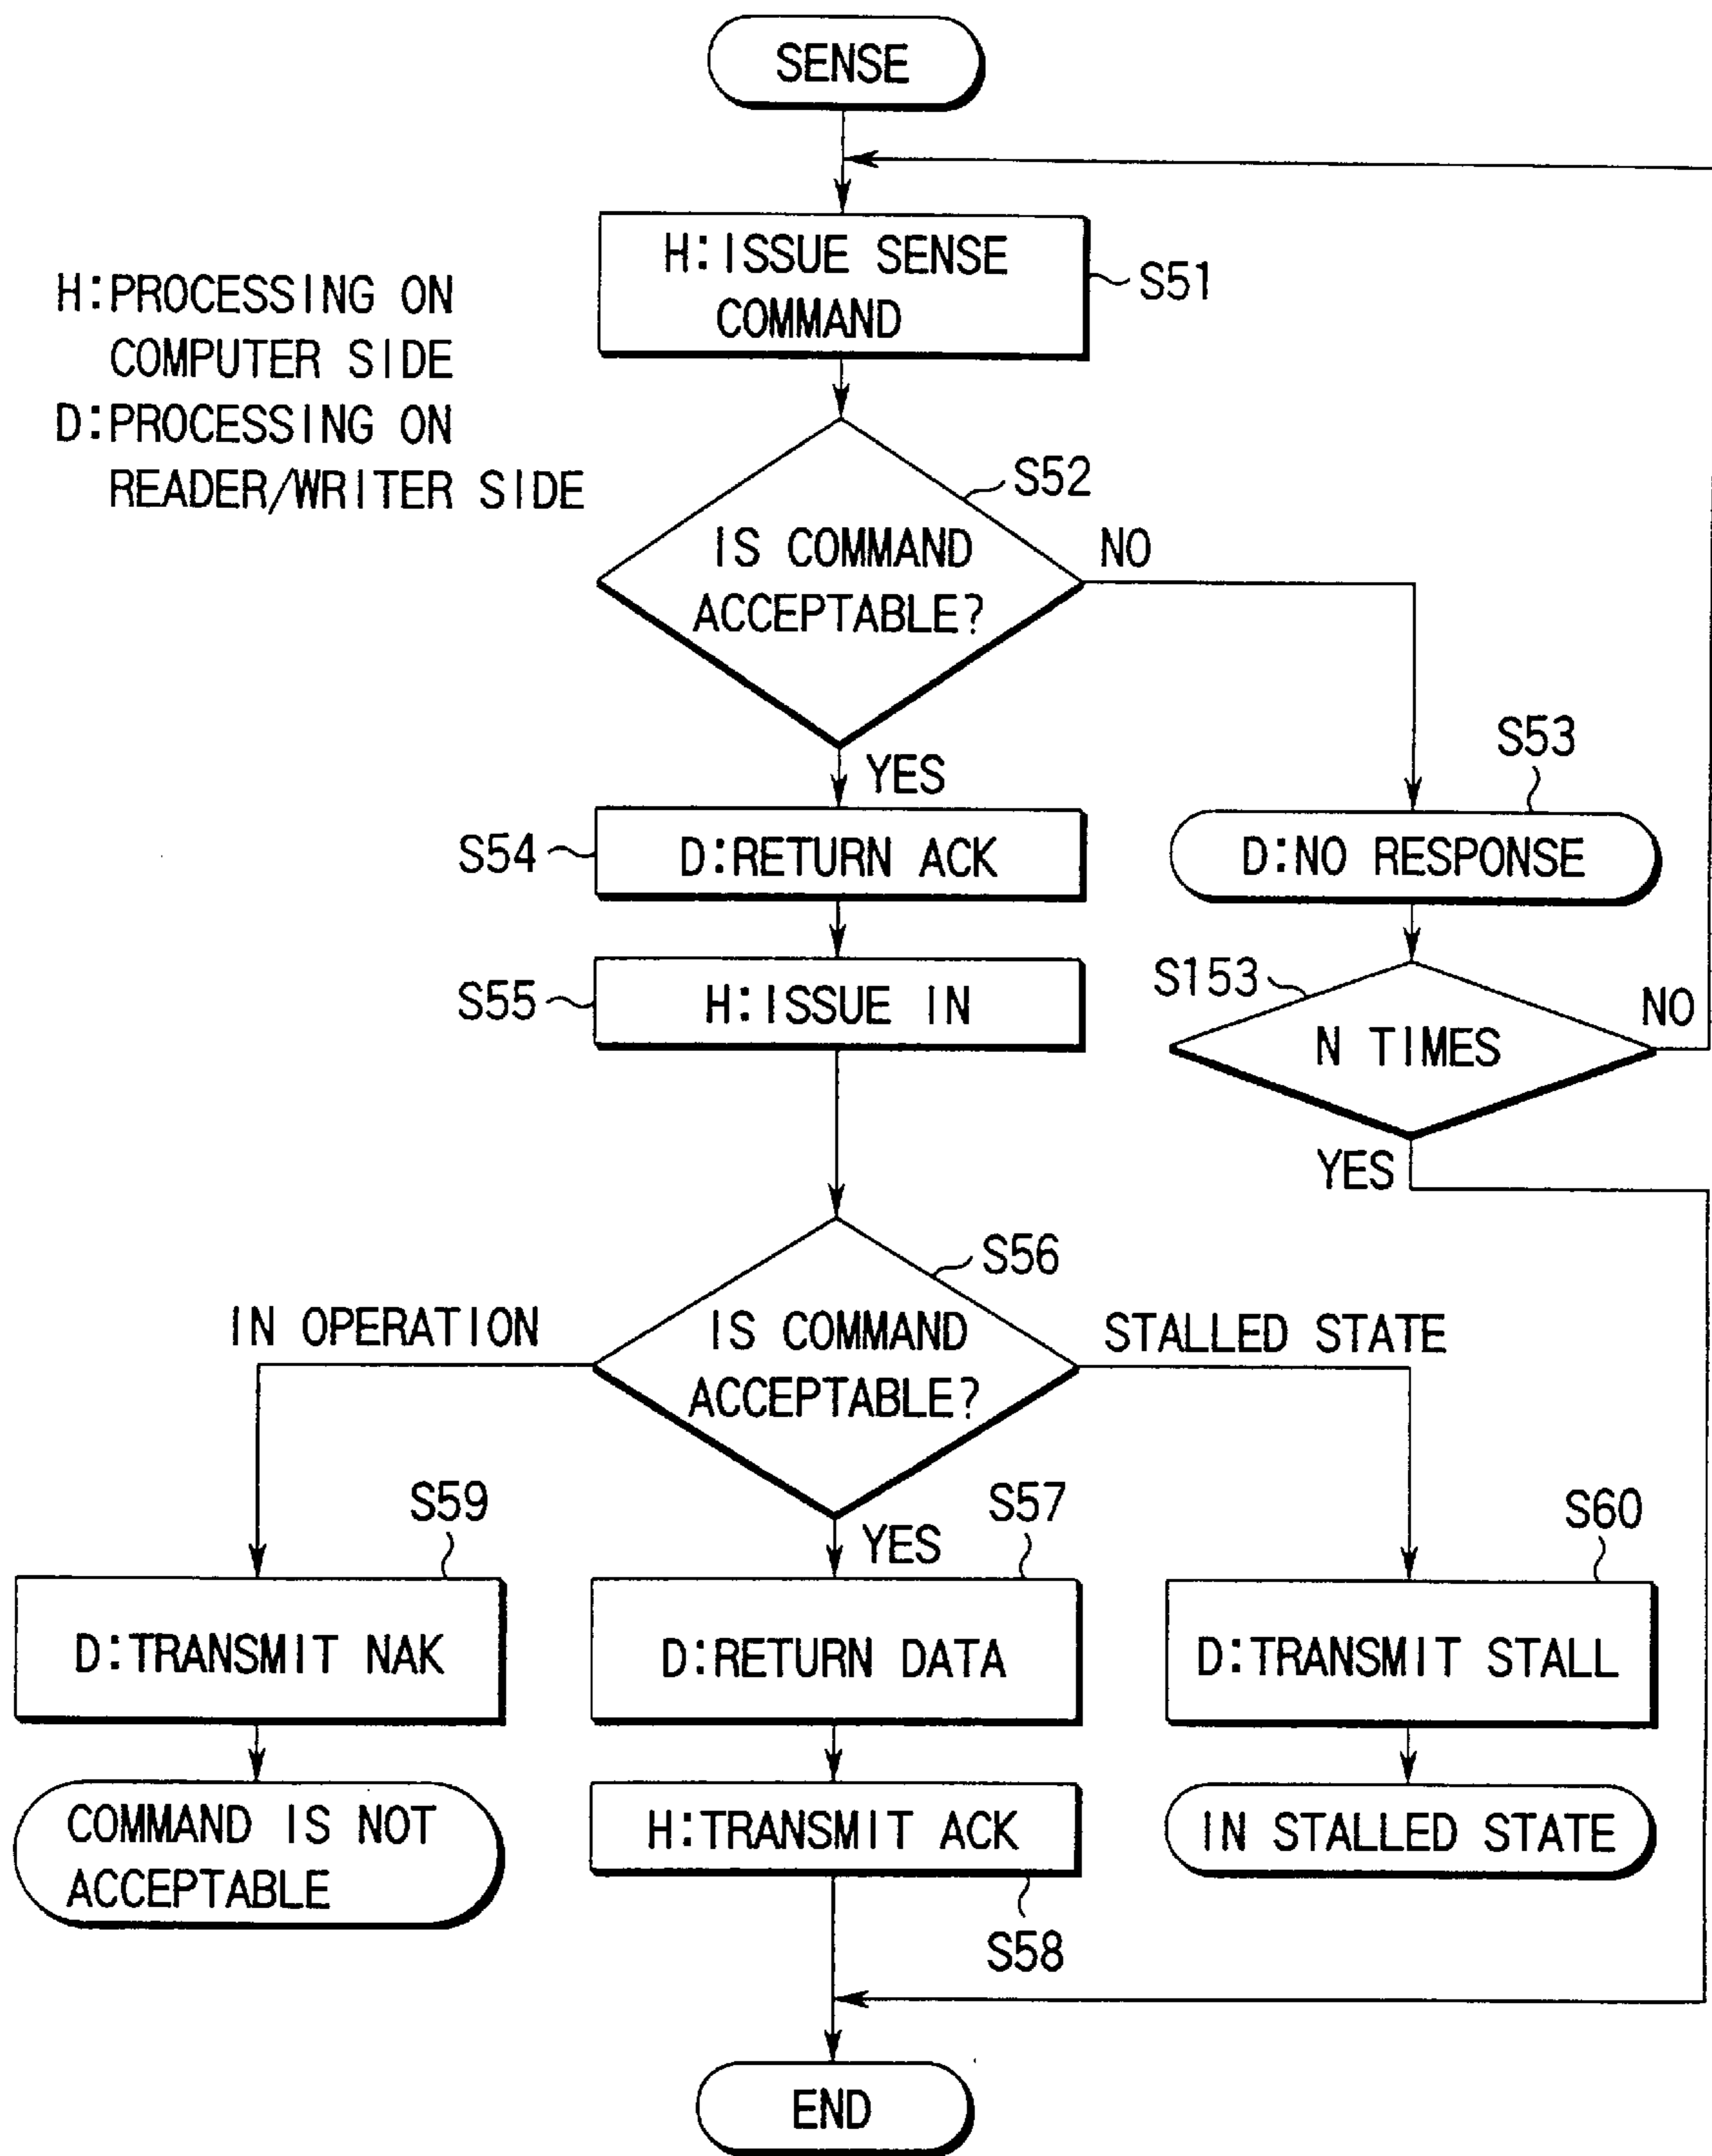 SENSE
H:ISSUE SENSE
COMMAND
S51
H:PROCESSING ON
COMPUTER SIDE
D:PROCESSING ON
READER/WRITER SIDE
S52
IS COMMAND
ACCEPTABLE?
NO
YES
S53
S54
D:RETURN ACK
D:NO RESPONSE
S55
H:ISSUE IN
S153
N TIMES
NO
YES
S56
IN OPERATION
IS COMMAND
ACCEPTABLE?
STALLED STATE
S59
YES
S57
S60
D:TRANSMIT NAK
D:RETURN DATA
D:TRANSMIT STALL
COMMAND IS NOT
ACCEPTABLE
H:TRANSMIT ACK
IN STALLED STATE
S58
END